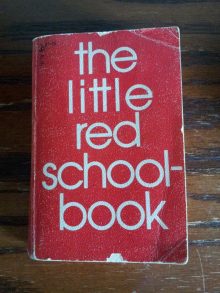 the
little
red
school-
book